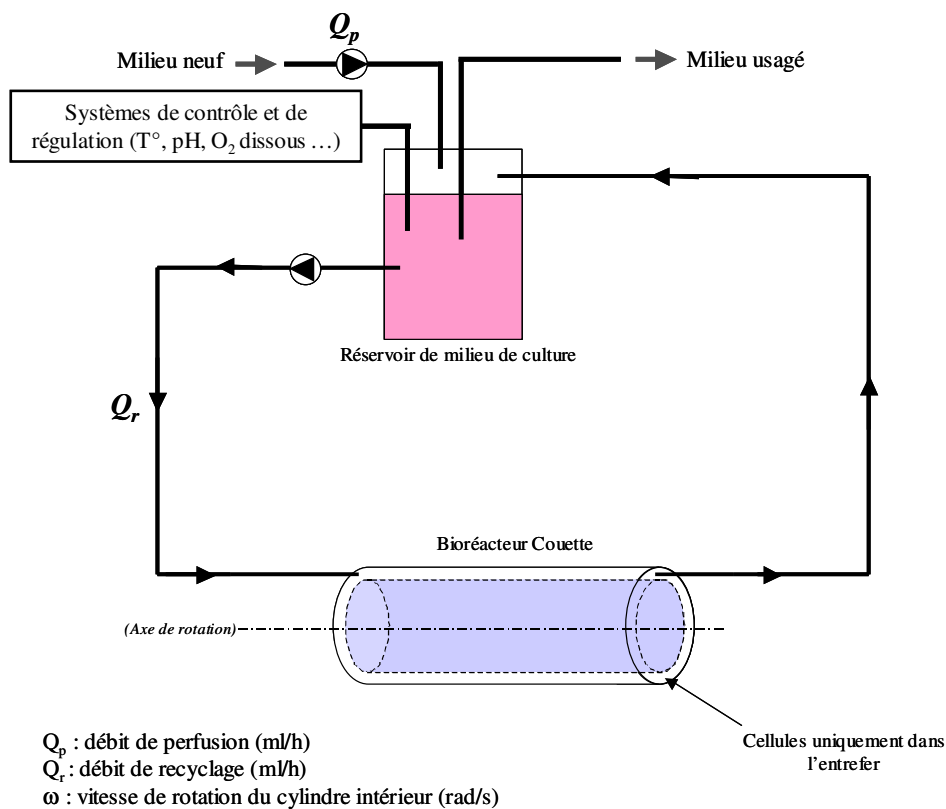 Qp
Milieu neuf
Milieu usagé
Systèmes de contrôle et de
régulation (T°, pH, O2 dissous …)
Réservoir de milieu de culture
Qr
Bioréacteur Couette
(Axe de rotation)
Qp : débit de perfusion (ml/h)
Qr : débit de recyclage (ml/h)
ω : vitesse de rotation du cylindre intérieur (rad/s)
Cellules uniquement dans
l'entrefer